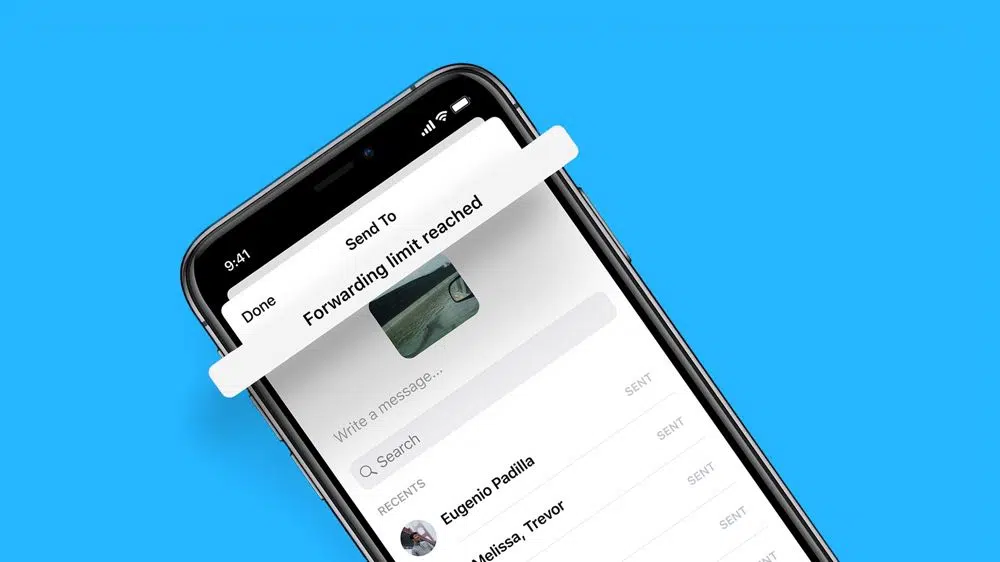 9:41
Send To
Done
Forwarding limit reached
Write a message...
Search
RECENTS
SENT
Eugenio Padilla
SENT
Melissa, Trevor
SENT
SENT